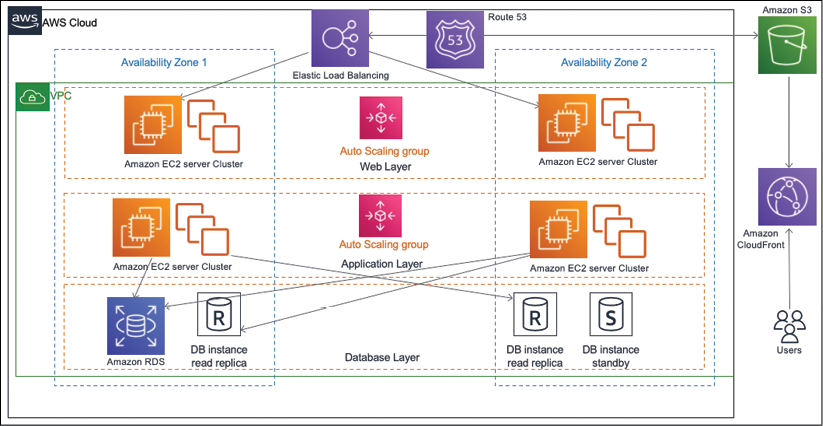 aws
AWS Cloud
Route 53
53
Amazon S3
Elastic Load Balancing
Availability Zone 1
Availability Zone 2
VPC
Amazon EC2 server Cluster
Auto Scaling group
Web Layer
Amazon EC2 server Cluster
Amazon
CloudFront
Amazon EC2 server Cluster
Auto Scaling group
Application Layer
Amazon EC2 server Cluster
R
R
S
Amazon RDS
DB instance
read replica
Database Layer
DB instance
read replica
DB instance
standby
Users